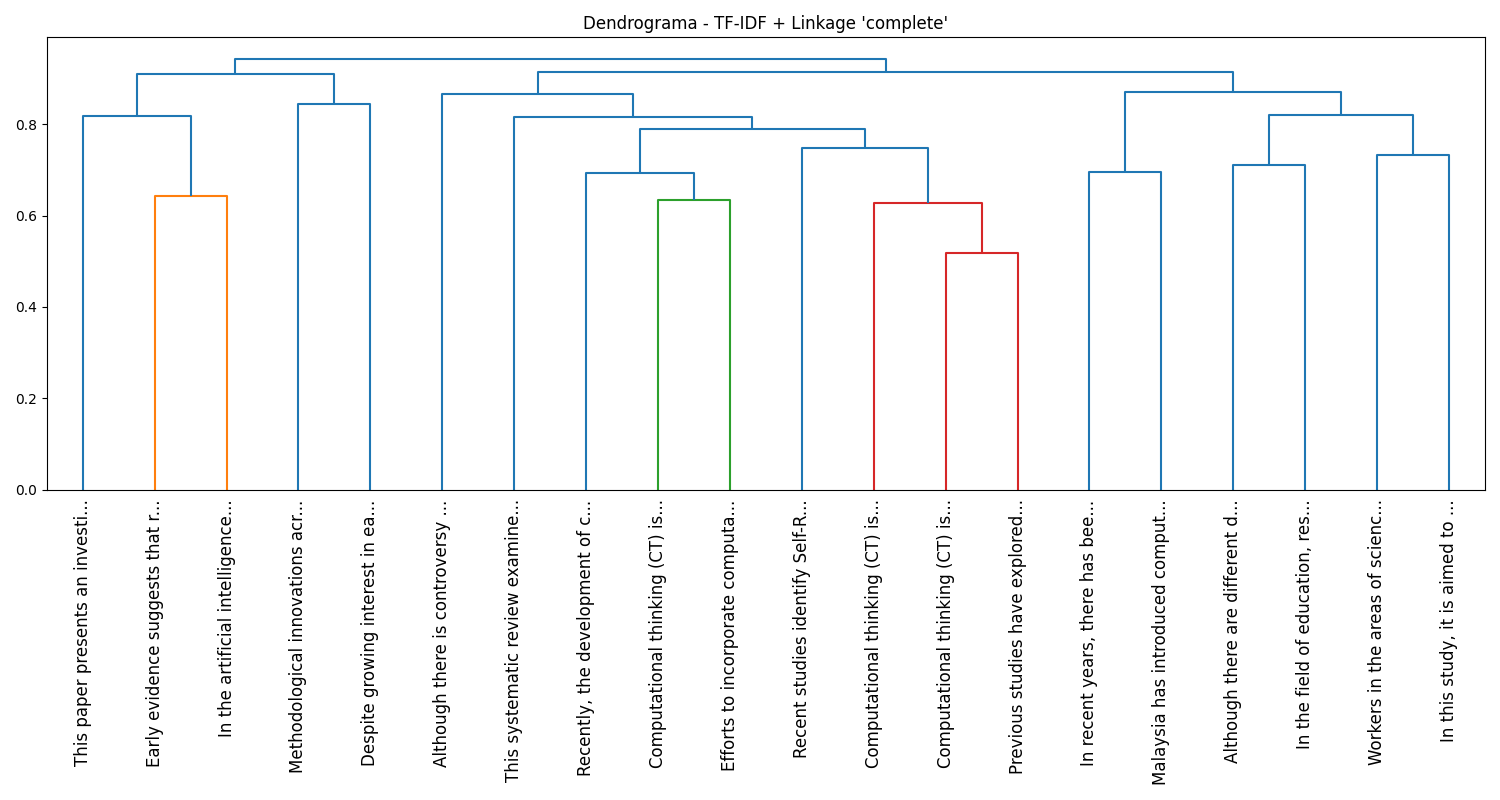 Dendrograma - TF-IDF + Linkage 'complete'
0.8
0.6
0.4
0.2
0.0
This paper presents an investi...
Early evidence suggests that r...
In the artificial intelligence...
Methodological innovations acr...
Despite growing interest in ea...
Although there is controversy ...
This systematic review examine...
Recently, the development of c...
Computational thinking (CT) is...
Efforts to incorporate computa...
Recent studies identify Self-R...
Computational thinking (CT) is...
Computational thinking (CT) is...
Previous studies have explored...
In recent years, there has bee...
Malaysia has introduced comput...
Although there are different d...
In the field of education, res...
Workers in the areas of scienc...
In this study, it is aimed to ...